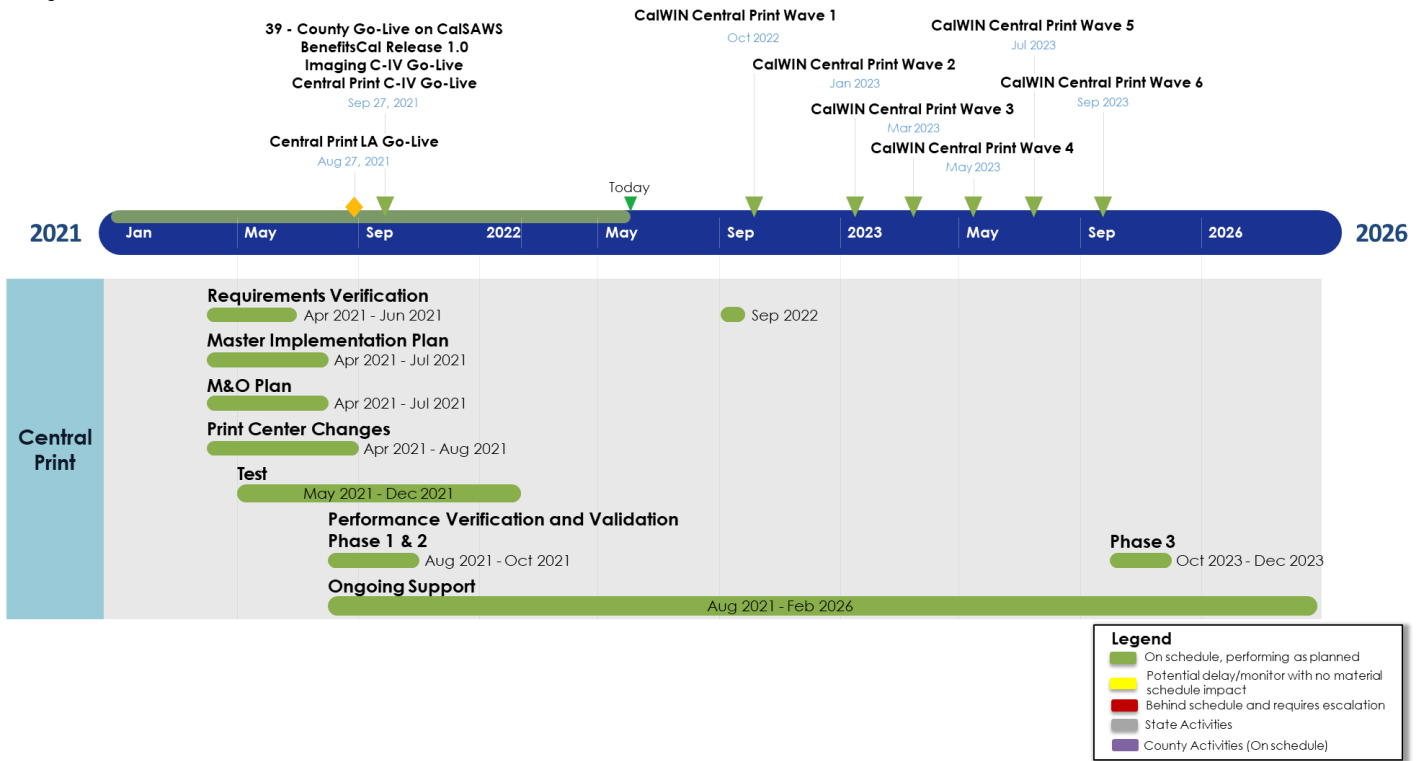 39 - County Go-Live on CalSAWS
BenefitsCal Release 1.0
Imaging C-IV Go-Live
Central Print C-IV Go-Live
Sep 27, 2021
Central Print LA Go-Live
Aug 27, 2021
CalWIN Central Print Wave 1
Oct 2022
CalWIN Central Print Wave 2
Jan 2023
CalWIN Central Print Wave 3
Mar 2023
CalWIN Central Print Wave 4
May 2023
CalWIN Central Print Wave 5
Jul 2023
CalWIN Central Print Wave 6
Sep 2023
Today
2021
Jan
May
Sep
2022
May
Sep
2023
May
Sep
2026
2026
Central
Print
Requirements Verification
Apr 2021 - Jun 2021
Sep 2022
Master Implementation Plan
Apr 2021 - Jul 2021
M&O Plan
Apr 2021 - Jul 2021
Print Center Changes
Apr 2021 - Aug 2021
Test
May 2021 - Dec 2021
Performance Verification and Validation
Phase 1 & 2
Aug 2021 - Oct 2021
Phase 3
Oct 2023 - Dec 2023
Ongoing Support
Aug 2021 - Feb 2026
Legend
On schedule, performing as planned
Potential delay/monitor with no material
schedule impact
Behind schedule and requires escalation
State Activities
County Activities (On schedule)